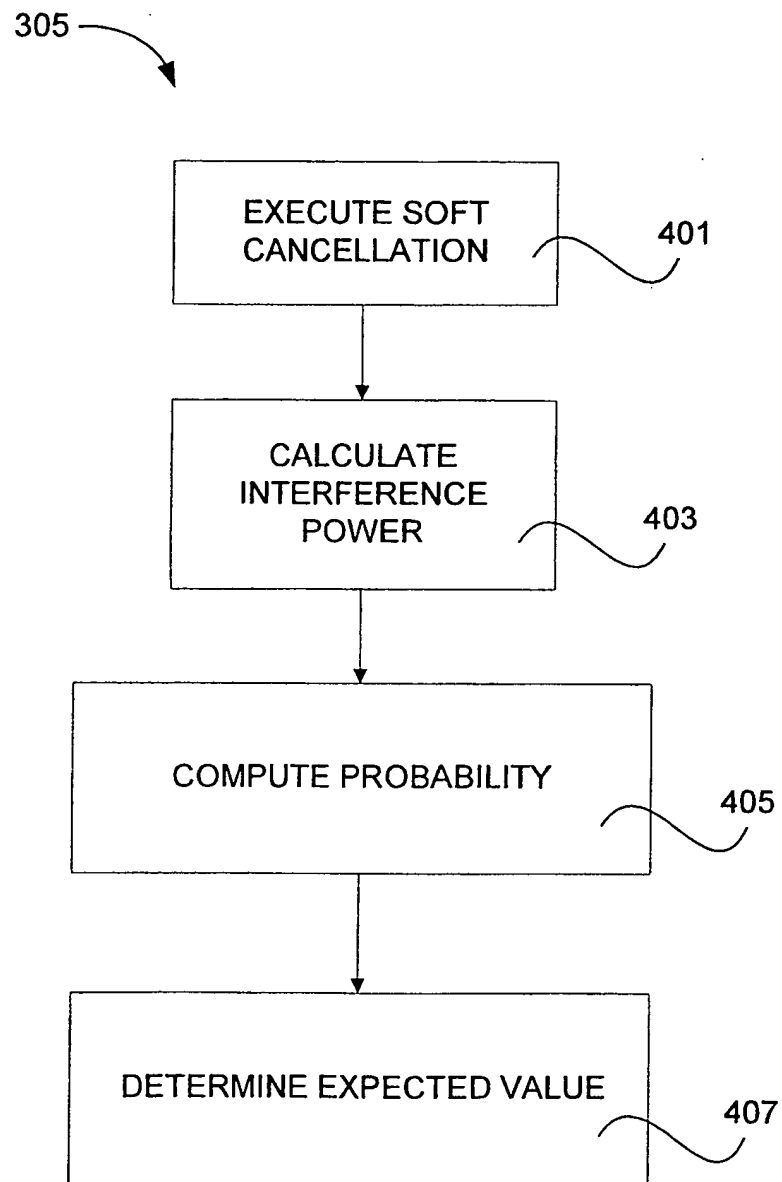 305
EXECUTE SOFT
CANCELLATION
401
CALCULATE
INTERFERENCE
POWER
403
COMPUTE PROBABILITY
405
DETERMINE EXPECTED VALUE
407